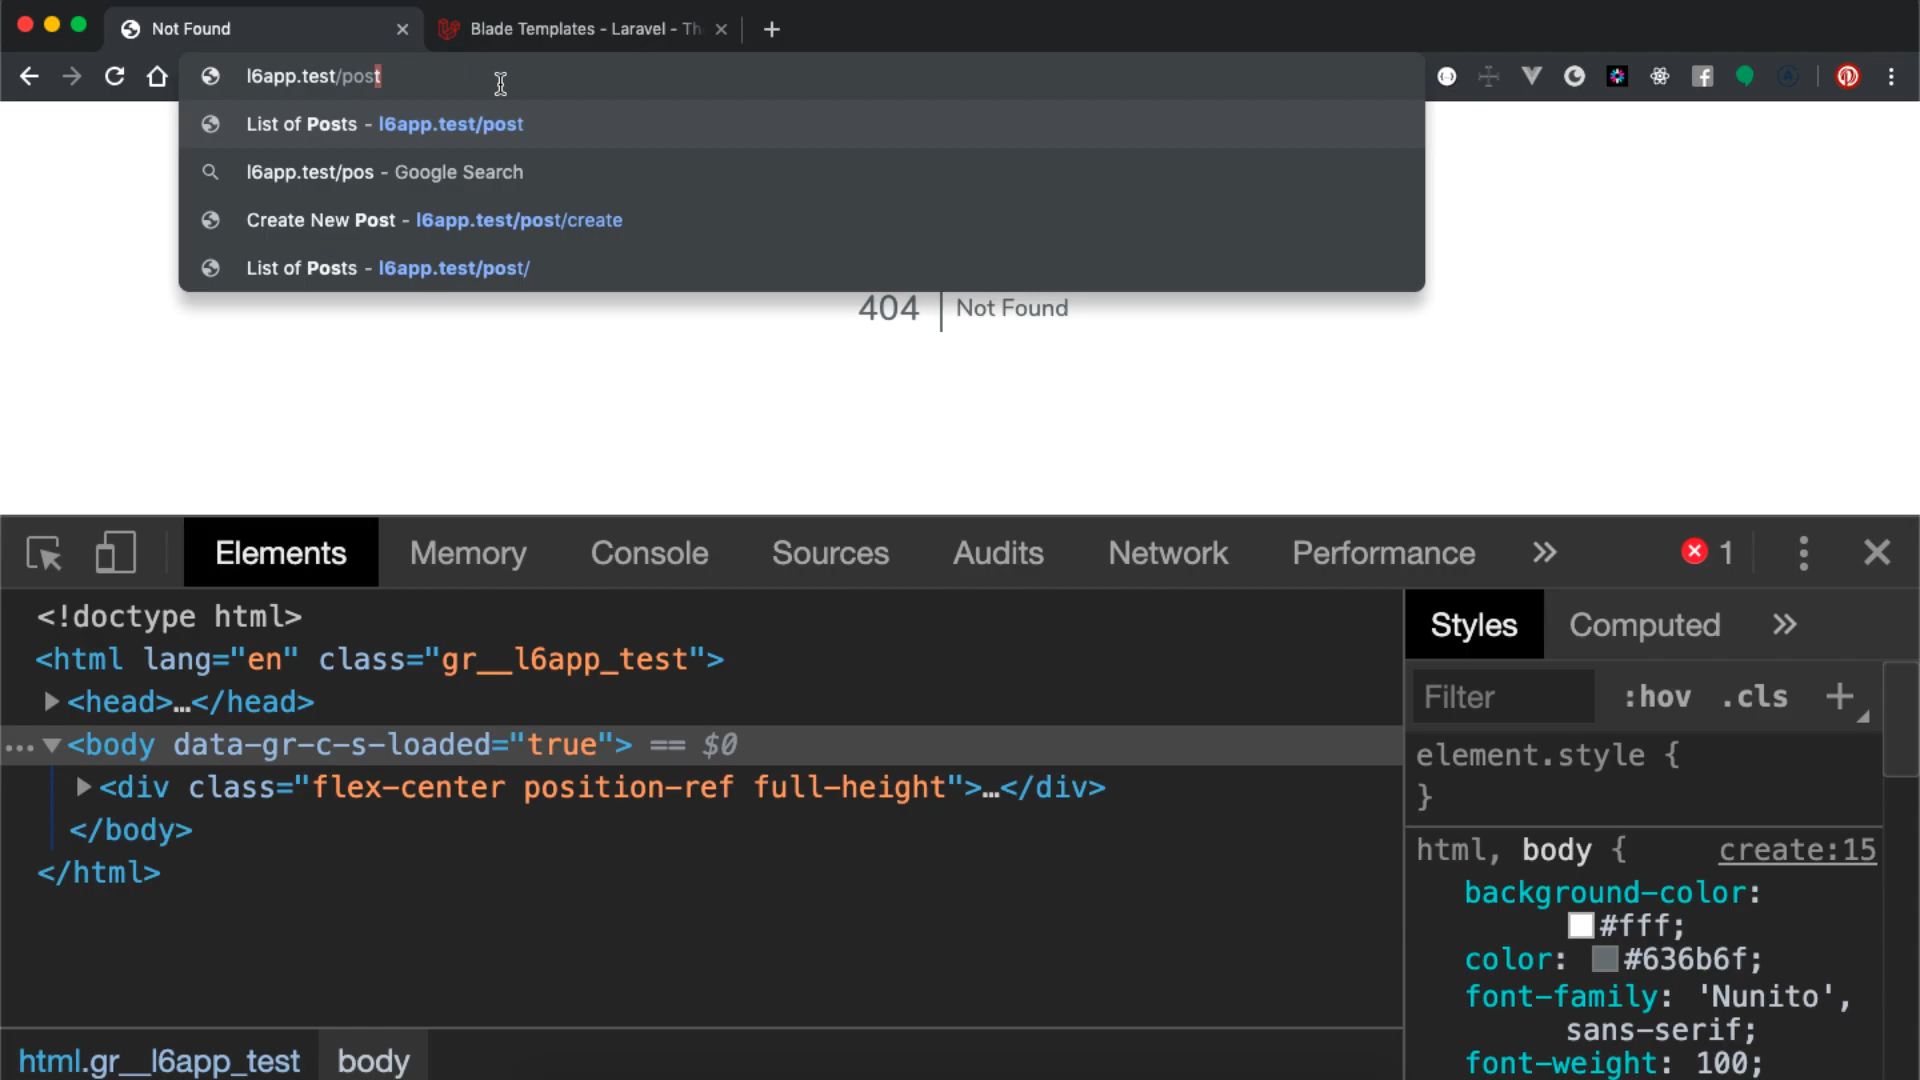 Not Found
Blade Templates - Laravel - Th
l6app.test/post
List of Posts - l6app.test/post
l6app.test/pos - Google Search
Create New Post - l6app.test/post/create
List of Posts - l6app.test/post/
404 Not Found
Elements Memory Console Sources Audits Network Performance » 1
<!doctype html>
<html lang="en" class="gr__l6app_test">
<head>…</head>
<body data-gr-c-s-loaded="true"> == $0
<div class="flex-center position-ref full-height">…</div>
</body>
</html>
html.gr__l6app_test body
Styles Computed »
Filter :hov .cls +
element.style {
}
html, body { create:15
background-color:
#fff;
color: #636b6f;
font-family: 'Nunito',
sans-serif;
font-weight: 100;